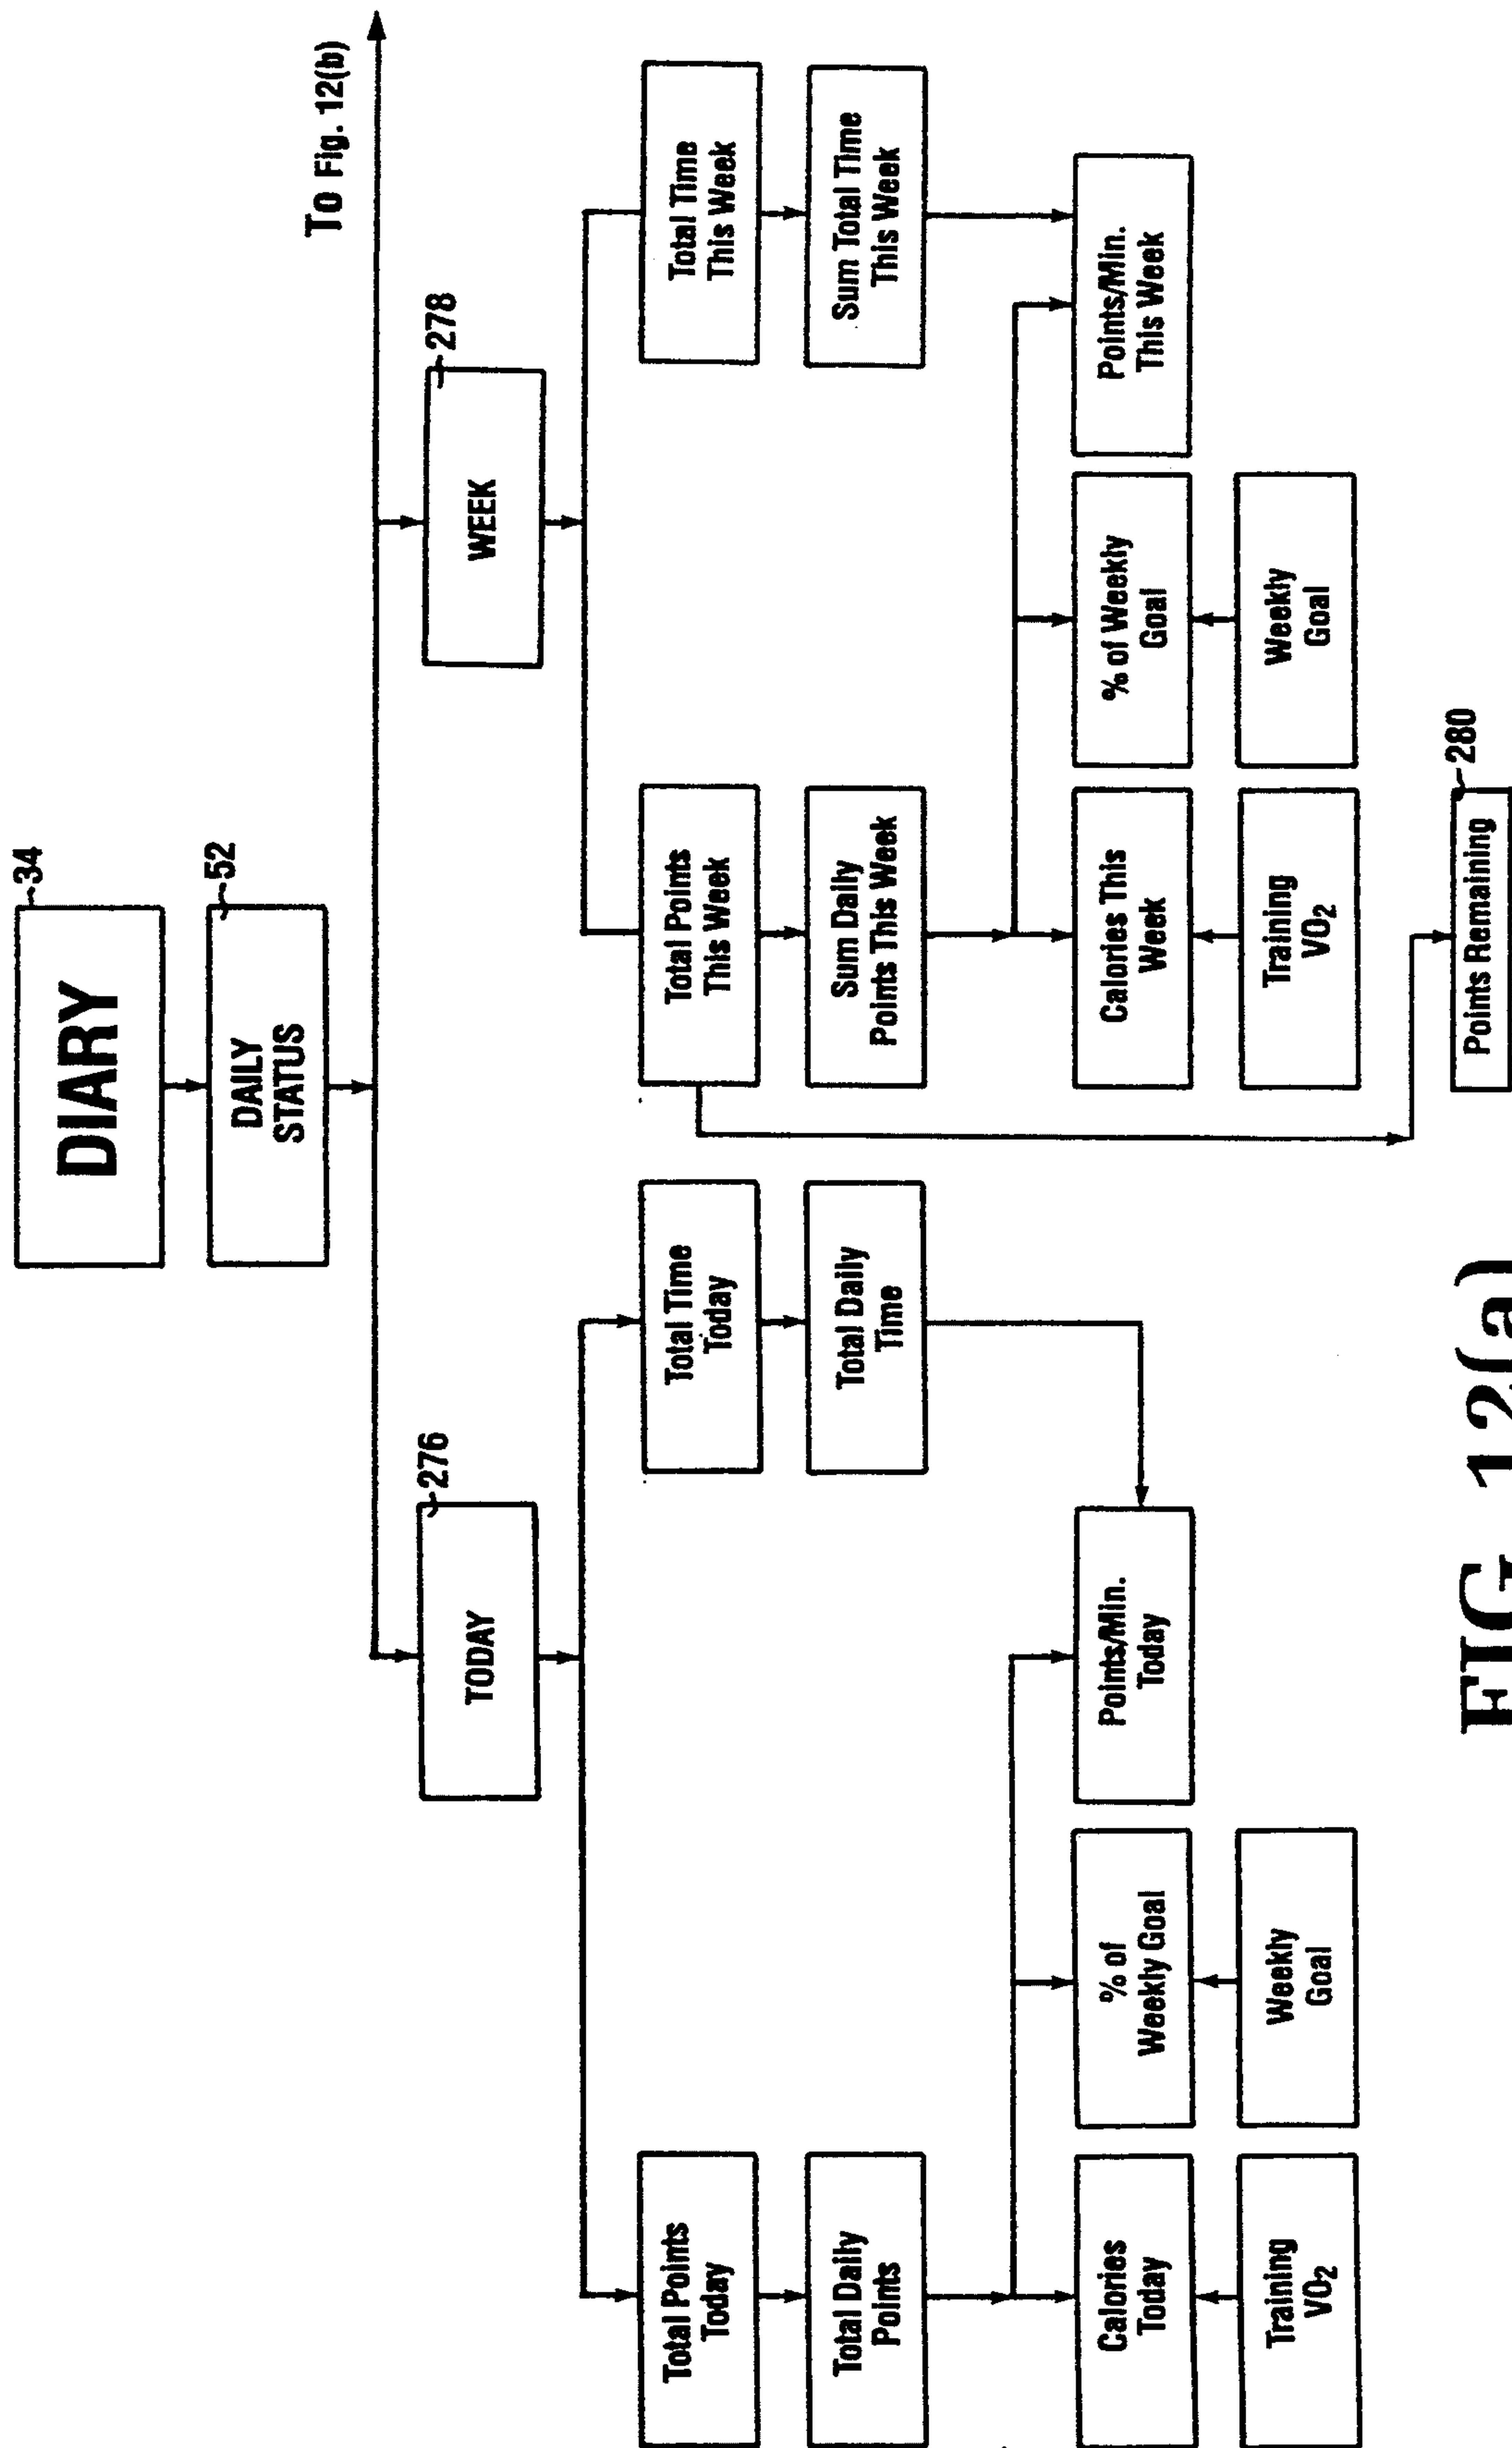 DIARY
34
DAILY
STATUS
52
To Fig. 12(b)
TODAY
276
WEEK
278
Total Points
Today
Total Time
Today
Total Points
This Week
Total Time
This Week
Total Daily
Points
Total Daily
Time
Sum Daily
Points This Week
Sum Total Time
This Week
Calories
Today
% of
Weekly Goal
Points/Min.
Today
Calories This
Week
% of Weekly
Goal
Points/Min.
This Week
Training
VO2
Weekly
Goal
Training
VO2
Weekly
Goal
Points Remaining
280
FIG 12(a)